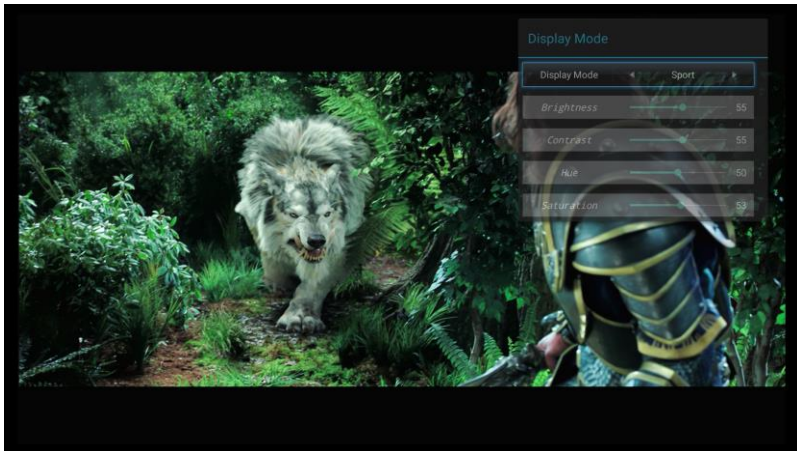 Display Mode
Display Mode Sport
Brightness 55
Contrast 55
Hue 50
Saturation 53